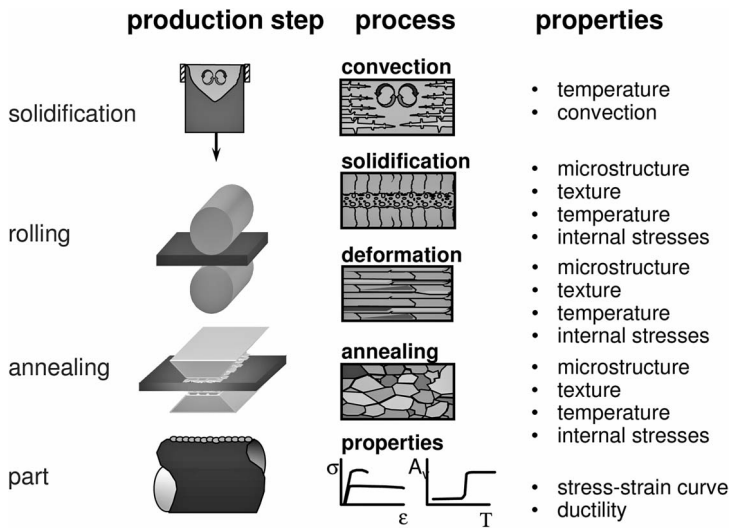 production step process properties
convection
• temperature
solidification
• convection
solidification
• microstructure
• texture
rolling
• temperature
• internal stresses
deformation
• microstructure
• texture
• temperature
• internal stresses
annealing
annealing
• microstructure
• texture
• temperature
• internal stresses
properties
σ
Av
part
• stress-strain curve
• ductility
ε
T